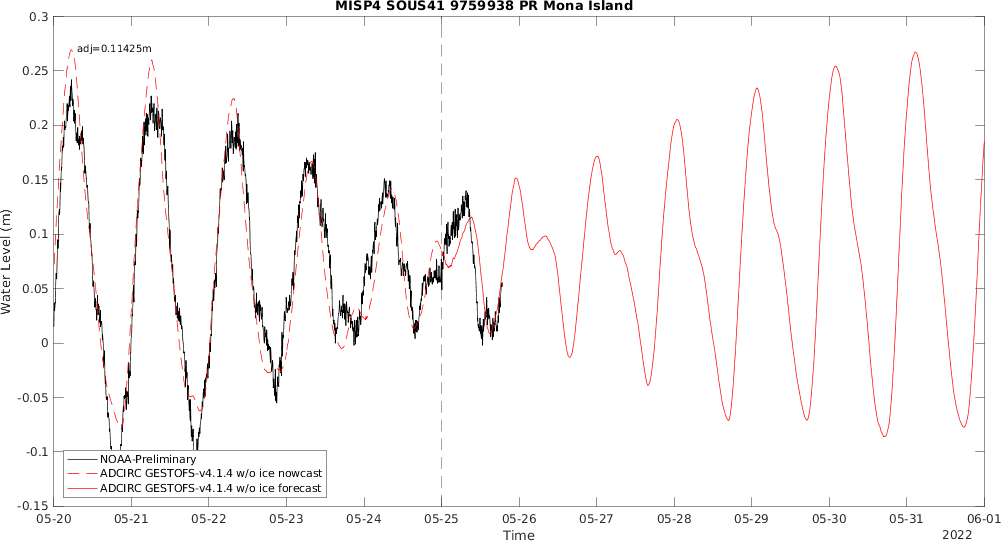 MISP4 SOUS41 9759938 PR Mona Island
adj=0.11425m
Water Level (m)
0.3
0.25
0.2
0.15
0.1
0.05
0
-0.05
-0.1
-0.15
NOAA-Preliminary
ADCIRC GESTOFS-v4.1.4 w/o ice nowcast
ADCIRC GESTOFS-v4.1.4 w/o ice forecast
05-20 05-21 05-22 05-23 05-24 05-25 05-26 05-27 05-28 05-29 05-30 05-31 06-01
Time
2022